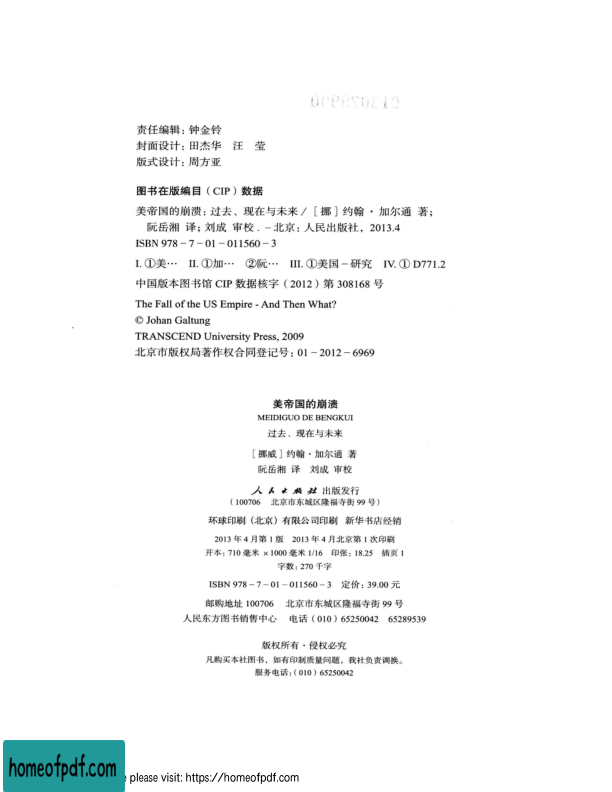 责任编辑：钟金铃
封面设计：田杰华　汪　莹
版式设计：周方亚
图书在版编目（CIP）数据
美帝国的崩溃：过去、现在与未来／［挪］约翰·加尔通 著；
阮岳湘 译；刘成 审校．－北京：人民出版社，2013.4
ISBN 978－7－01－011560－3
I. ①美…　II. ①加…　②阮…　III. ①美国－研究　IV. ① D771.2
中国版本图书馆 CIP 数据核字（2012）第 308168 号
The Fall of the US Empire - And Then What?
© Johan Galtung
TRANSCEND University Press, 2009
北京市版权局著作权合同登记号：01－2012－6969
美帝国的崩溃
MEIDIGUO DE BENGKUI
过去、现在与未来
［挪威］约翰·加尔通 著
阮岳湘 译　刘成 审校
人民出版社 出版发行
（100706　北京市东城区隆福寺街 99 号）
环球印刷（北京）有限公司印刷　新华书店经销
2013 年 4 月第 1 版　2013 年 4 月北京第 1 次印刷
开本：710 毫米 ×1000 毫米 1/16　印张：18.25　插页 1
字数：270 千字
ISBN 978－7－01－011560－3　定价：39.00 元
邮购地址 100706　北京市东城区隆福寺街 99 号
人民东方图书销售中心　电话（010）65250042　65289539
版权所有·侵权必究
凡购买本社图书，如有印制质量问题，我社负责调换。
服务电话：（010）65250042
homeofpdf.com
please visit: https://homeofpdf.com